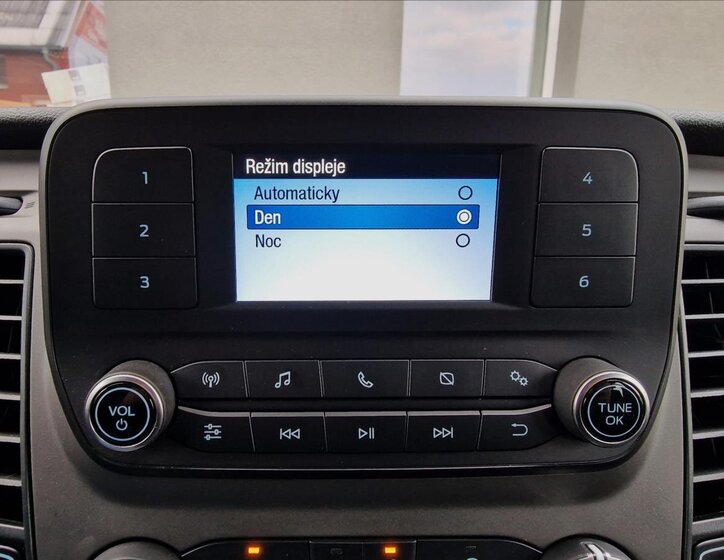 Režim displeje
Automaticky
Den
Noc
1
2
3
4
5
6
VOL
TUNE
OK